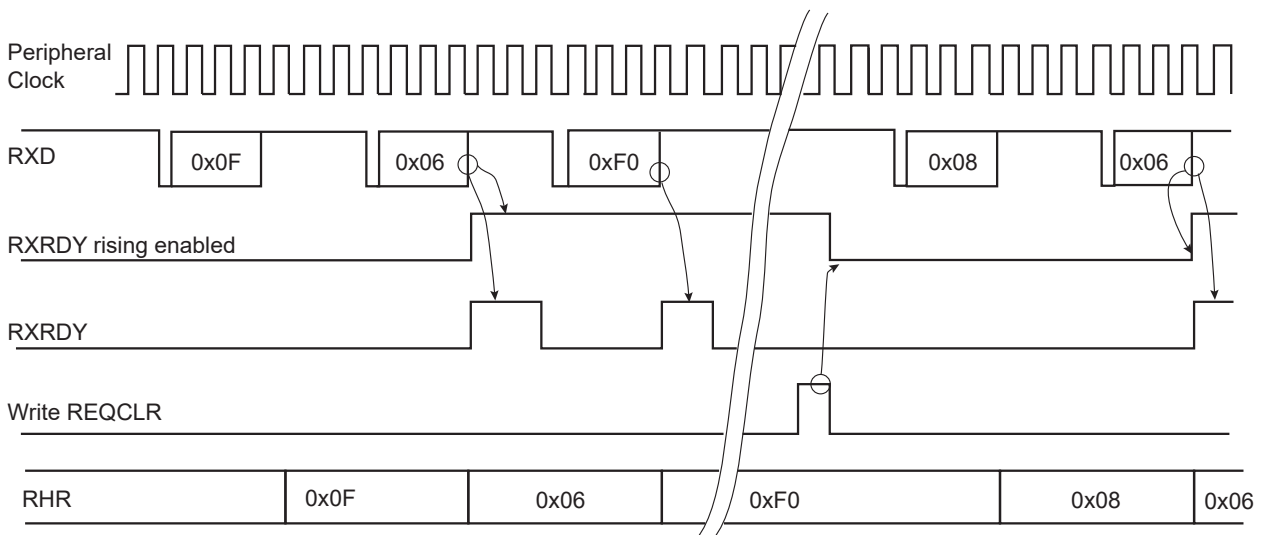 Peripheral
Clock
RXD
0x0F
0x06
0xF0
0x08
0x06
RXRDY rising enabled
RXRDY
Write REQCLR
RHR
0x0F
0x06
0xF0
0x08
0x06